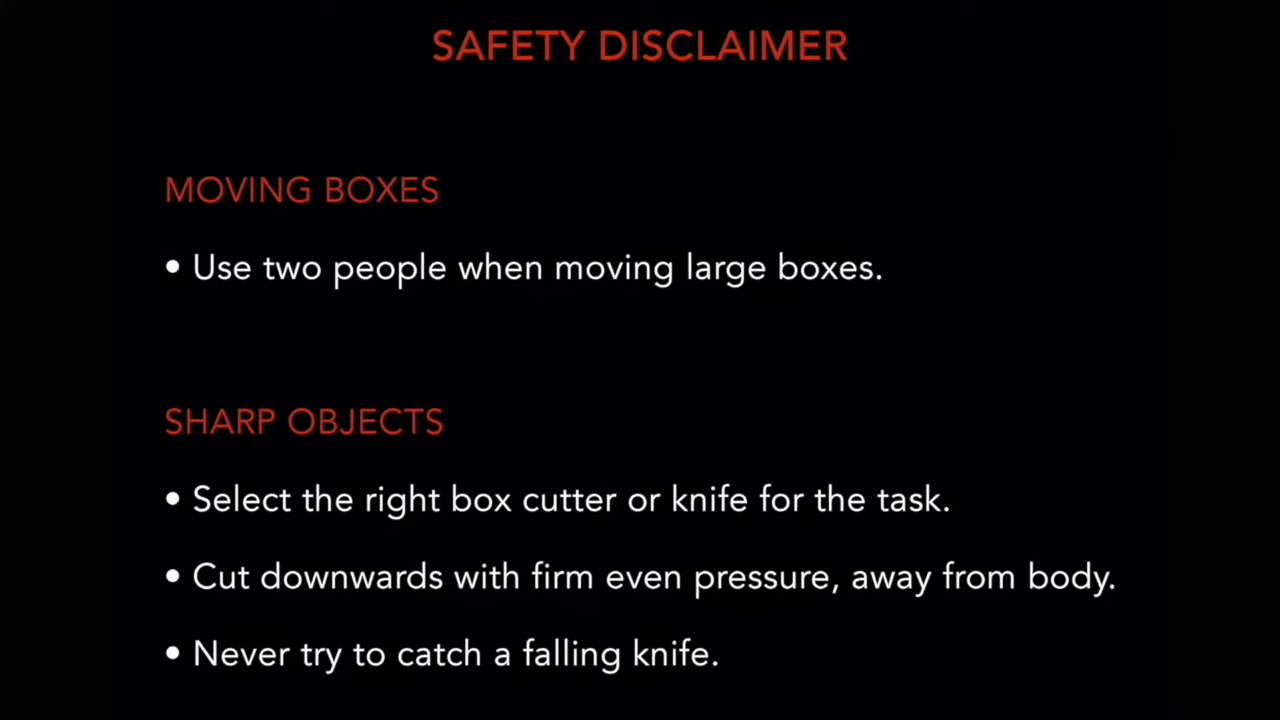 SAFETY DISCLAIMER
MOVING BOXES
• Use two people when moving large boxes.
SHARP OBJECTS
• Select the right box cutter or knife for the task.
• Cut downwards with firm even pressure, away from body.
• Never try to catch a falling knife.